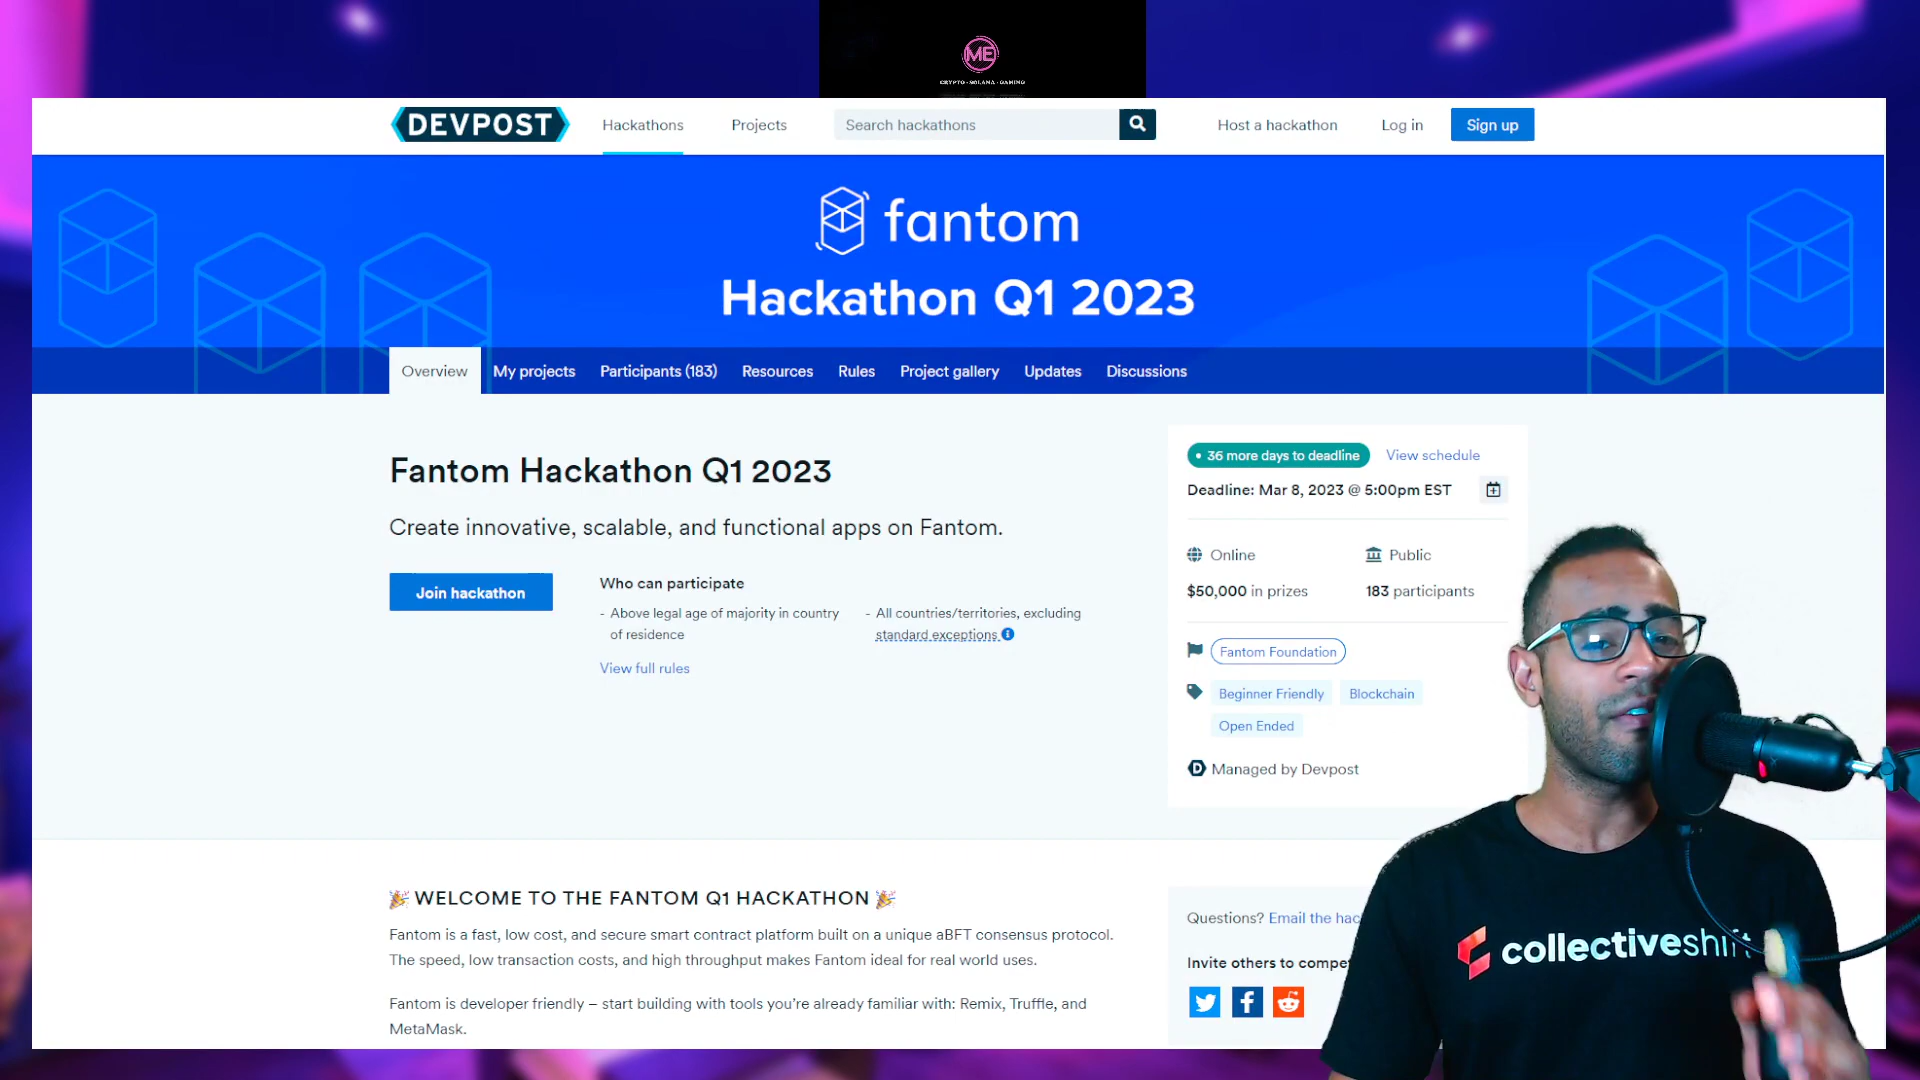 ME
CRYPTO · SOLANA · GAMING
DEVPOST
Hackathons
Projects
Search hackathons
Host a hackathon
Log in
Sign up
fantom
Hackathon Q1 2023
Overview
My projects
Participants (183)
Resources
Rules
Project gallery
Updates
Discussions
Fantom Hackathon Q1 2023
Create innovative, scalable, and functional apps on Fantom.
Join hackathon
Who can participate
- Above legal age of majority in country
of residence
- All countries/territories, excluding
standard exceptions
View full rules
36 more days to deadline
View schedule
Deadline: Mar 8, 2023 @ 5:00pm EST
Online
Public
$50,000 in prizes
183 participants
Fantom Foundation
Beginner Friendly
Blockchain
Open Ended
Managed by Devpost
🎉 WELCOME TO THE FANTOM Q1 HACKATHON 🎉
Fantom is a fast, low cost, and secure smart contract platform built on a unique aBFT consensus protocol.
The speed, low transaction costs, and high throughput makes Fantom ideal for real world uses.
Fantom is developer friendly – start building with tools you're already familiar with: Remix, Truffle, and
MetaMask.
Questions? Email the hac
Invite others to compe
collectiveshift